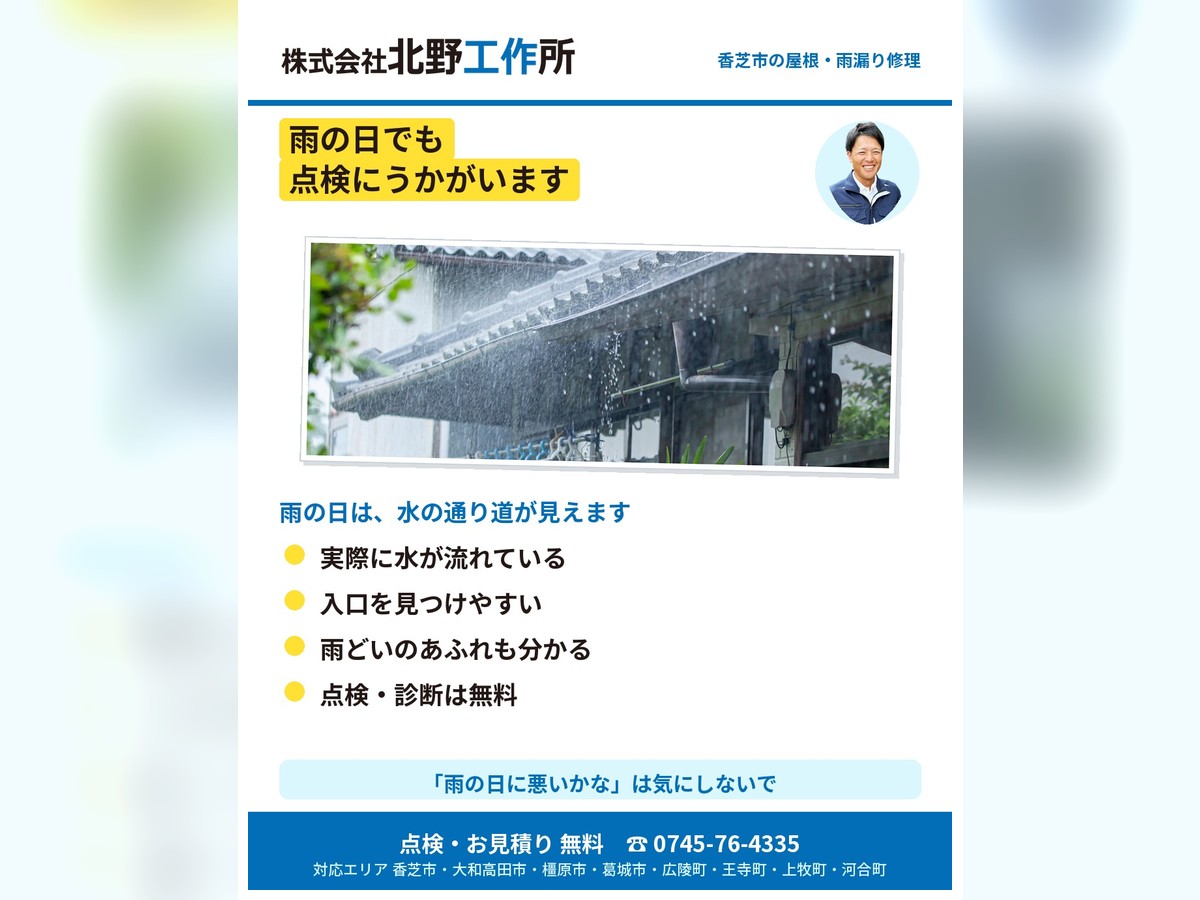 株式会社北野工作所
香芝市の屋根・雨漏り修理
雨の日でも
点検にうかがいます
雨の日は、水の通り道が見えます
実際に水が流れている
入口を見つけやすい
雨どいのあふれも分かる
点検・診断は無料
「雨の日に悪いかな」は気にしないで
点検・お見積り 無料 ☎ 0745-76-4335
対応エリア 香芝市・大和高田市・橿原市・葛城市・広陵町・王寺町・上牧町・河合町